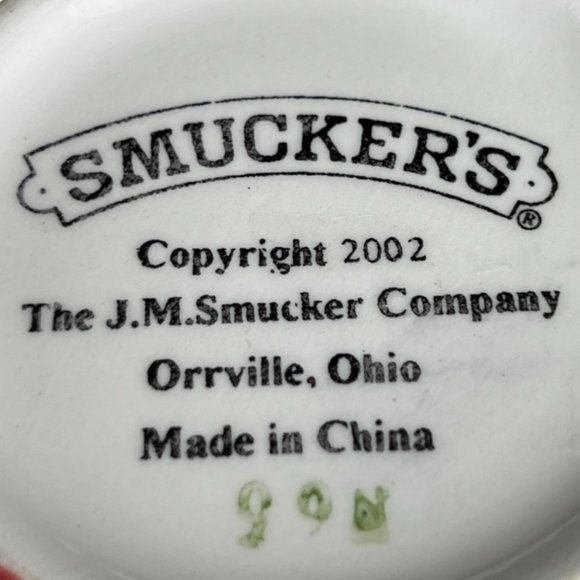 SMUCKER'S®
Copyright 2002
The J.M.Smucker Company
Orrville, Ohio
Made in China